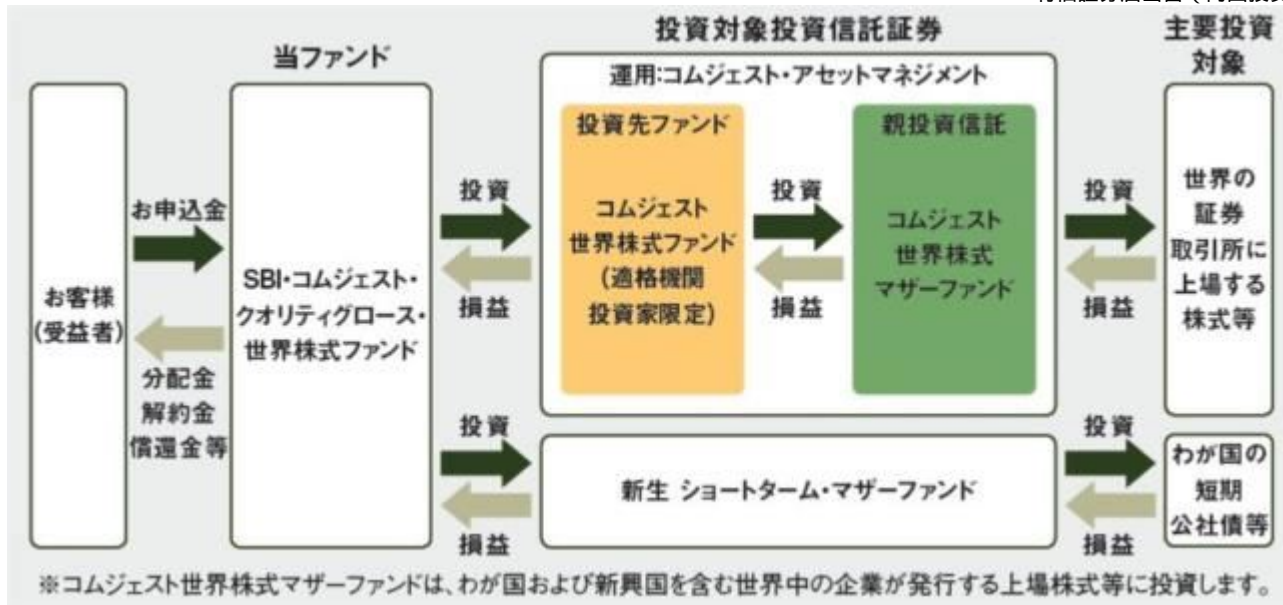 投資対象投資信託証券
主要投資
対象
当ファンド
運用:コムジェスト・アセットマネジメント
投資先ファンド
親投資信託
お申込金
投資
投資
投資
世界の
証券
取引所に
上場する
株式等
コムジェスト
世界株式ファンド
(適格機関
投資家限定)
コムジェスト
世界株式
マザーファンド
お客様
(受益者)
SBI・コムジェスト・
クオリティグロース・
世界株式ファンド
損益
損益
損益
分配金
解約金
償還金等
投資
投資
新生 ショートターム・マザーファンド
わが国の
短期
公社債等
損益
損益
※コムジェスト世界株式マザーファンドは、わが国および新興国を含む世界中の企業が発行する上場株式等に投資します。